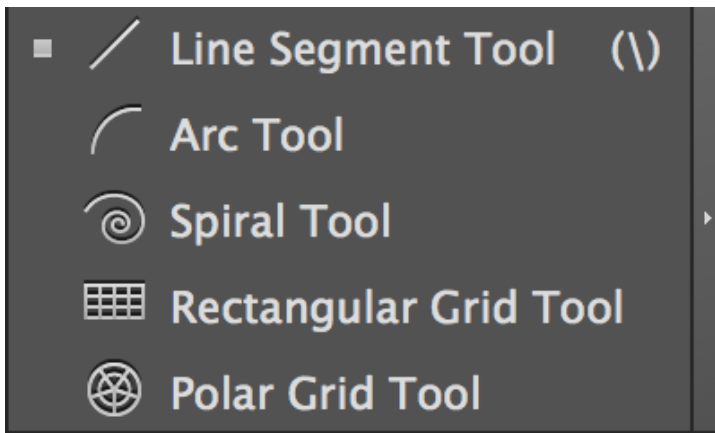 Line Segment Tool (\)
Arc Tool
Spiral Tool
Rectangular Grid Tool
Polar Grid Tool